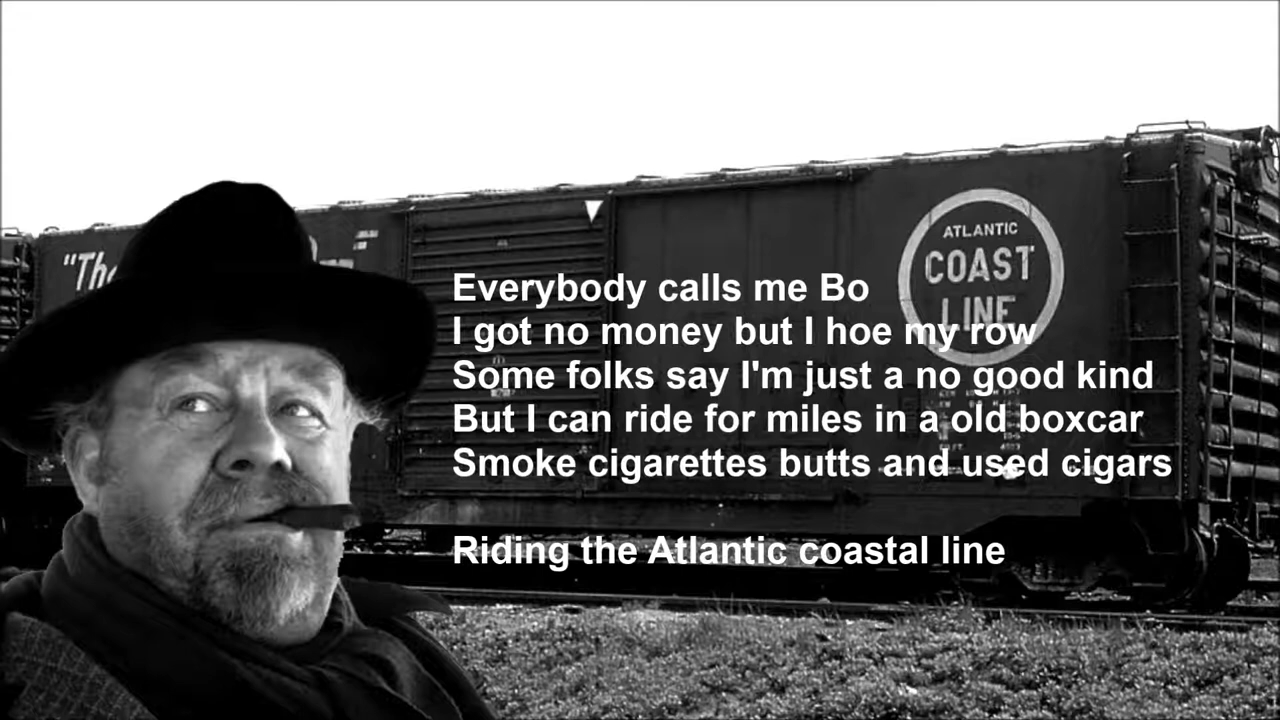 "Tho
ATLANTIC
COAST
LINE
Everybody calls me Bo
I got no money but I hoe my row
Some folks say I'm just a no good kind
But I can ride for miles in a old boxcar
Smoke cigarettes butts and used cigars
Riding the Atlantic coastal line